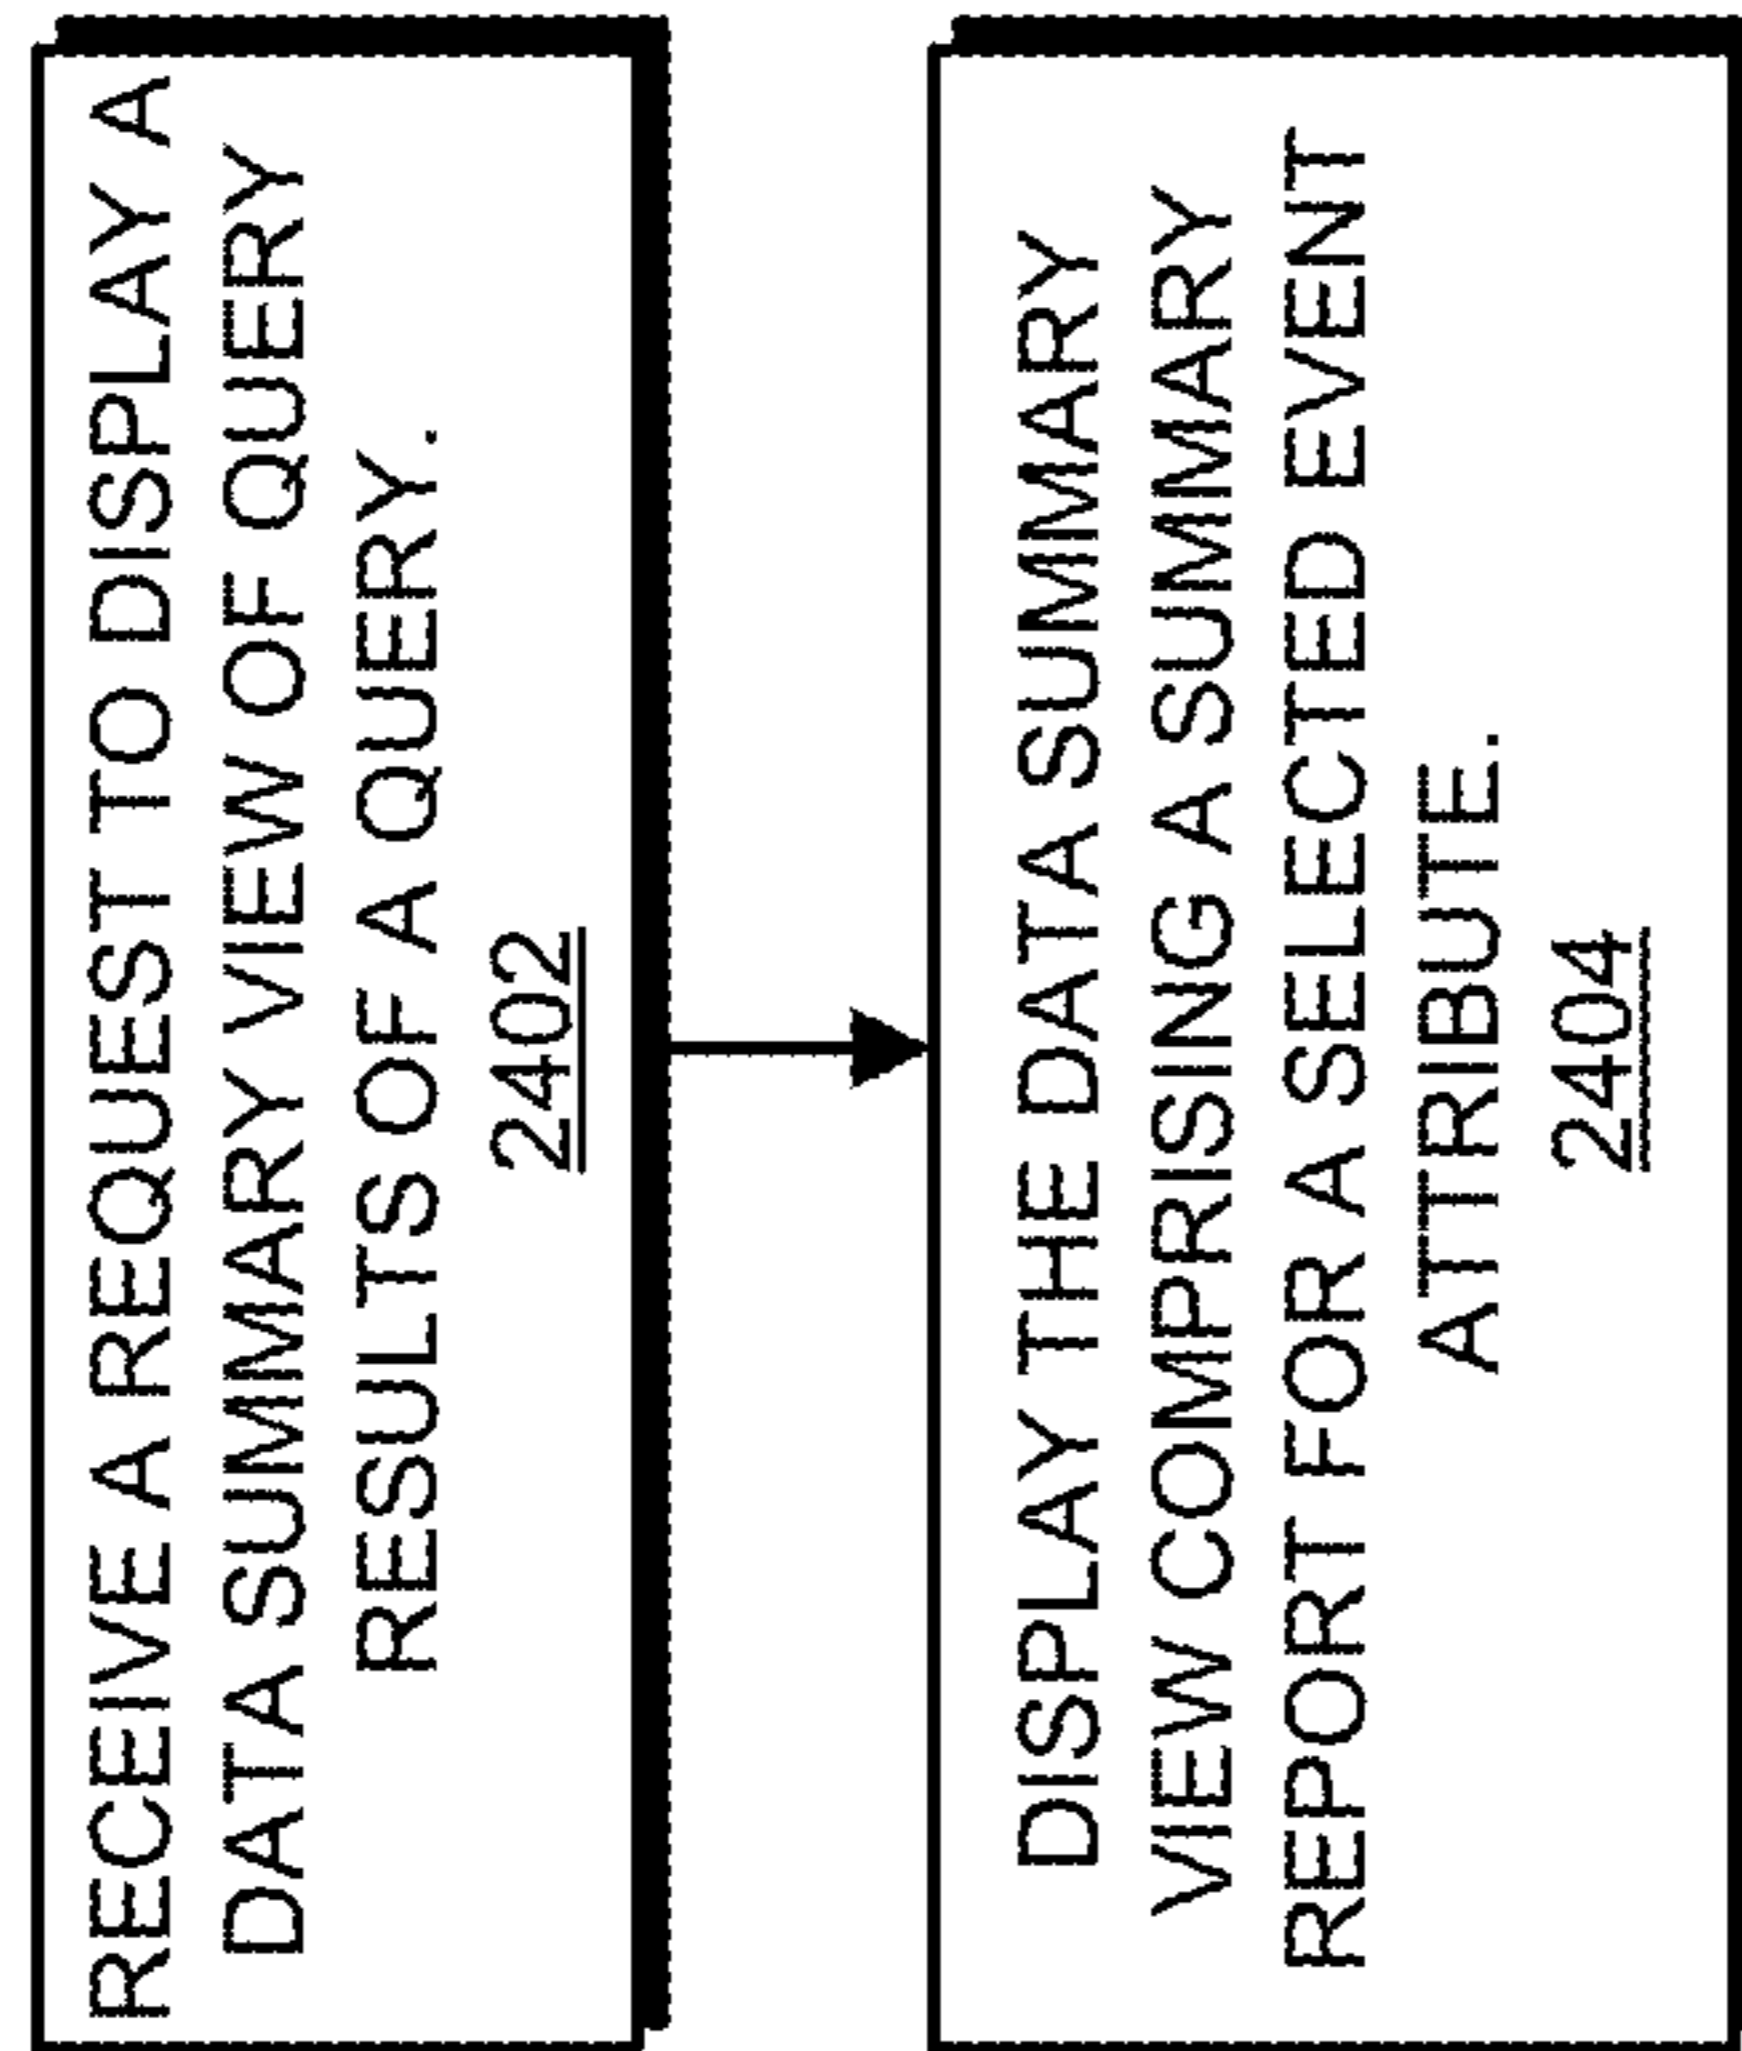 RECEIVE A REQUEST TO DISPLAY A
DATA SUMMARY VIEW OF QUERY
RESULTS OF A QUERY.
2402
DISPLAY THE DATA SUMMARY
VIEW COMPRISING A SUMMARY
REPORT FOR A SELECTED EVENT
ATTRIBUTE.
2404